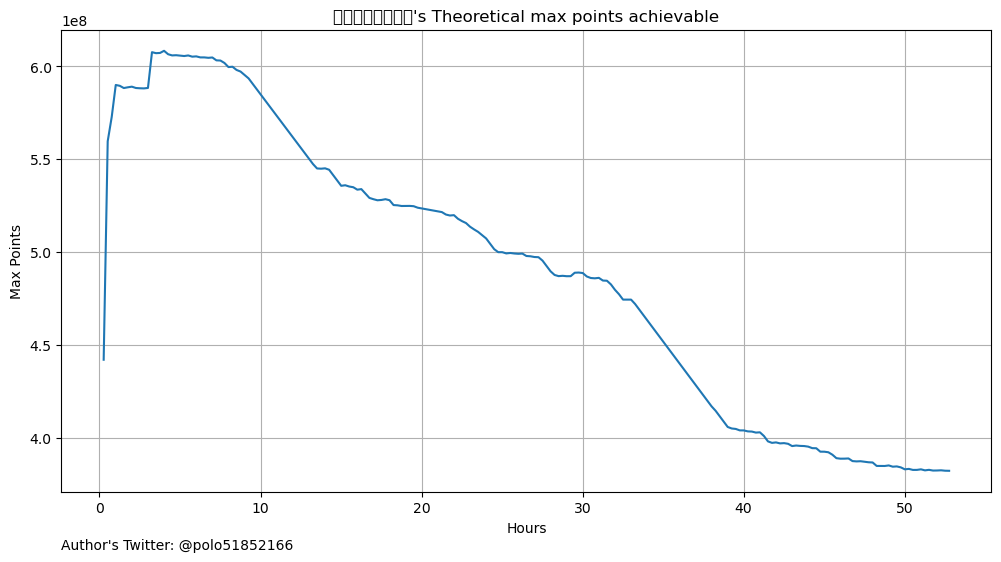 's Theoretical max points achievable
1e8
6.0
5.5
5.0
4.5
4.0
Max Points
0 10 20 30 40 50
Hours
Author's Twitter: @polo51852166